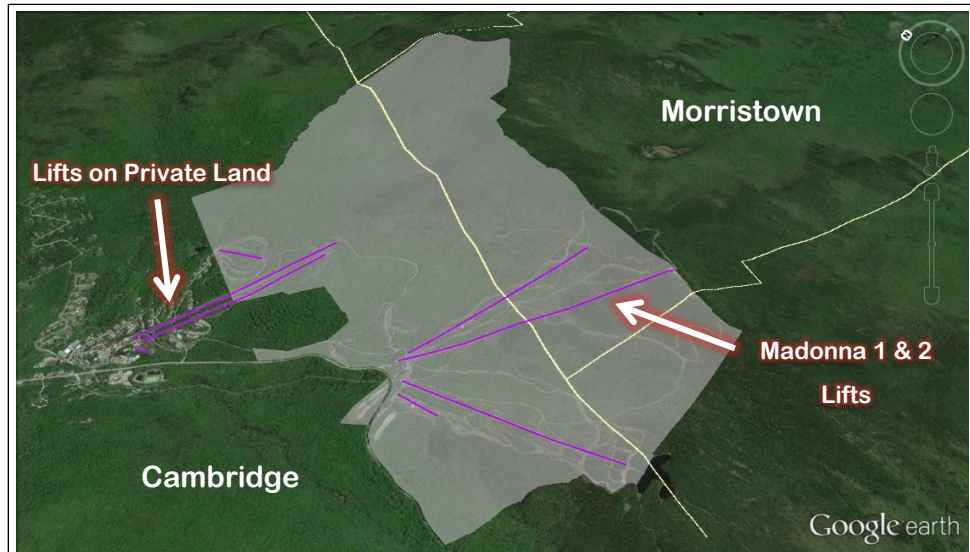 Morristown
Lifts on Private Land
Madonna 1 & 2
Lifts
Cambridge
Google earth
N